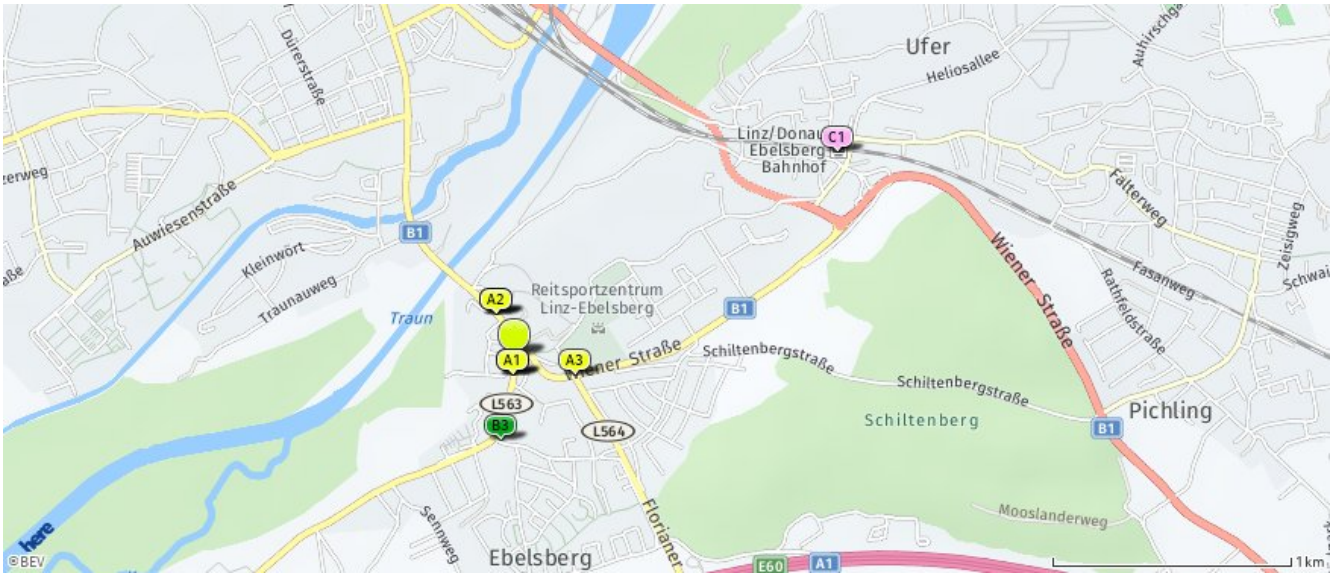 Dürerstraße
Ufer
Heliosallee
Linz/Donau
Ebelsberg
Bahnhof
C1
Auwiesenstraße
Fälterweg
Zeisigweg
B1
Kleinwört
Traunauweg
Traun
A2
Reitsportzentrum
Linz-Ebelsberg
B1
Wiener Straße
Fasanweg
Rathfeldstraße
A1
A3
Straße
Schiltenbergstraße
Schiltenbergstraße
L563
B3
L564
Schiltenberg
Pichling
B1
Sennweg
Florianer
Mooslanderweg
Ebelsberg
E60
A1
here
©BEV
1km